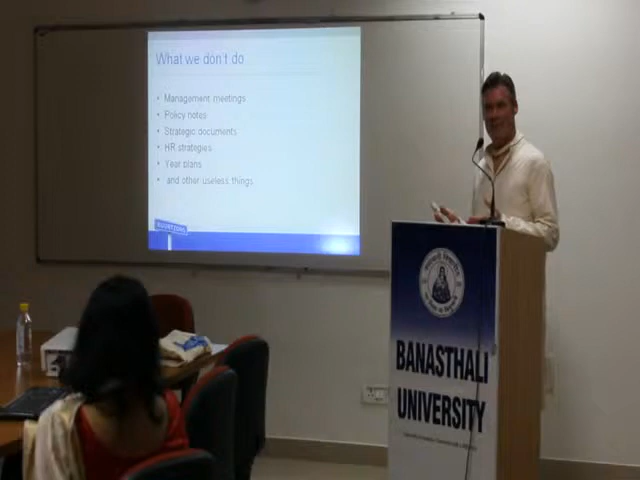 What we don't do
• Management meetings
• Policy notes
• Strategic documents
• HR strategies
• Year plans
• and other useless things
BANASTHALI
UNIVERSITY